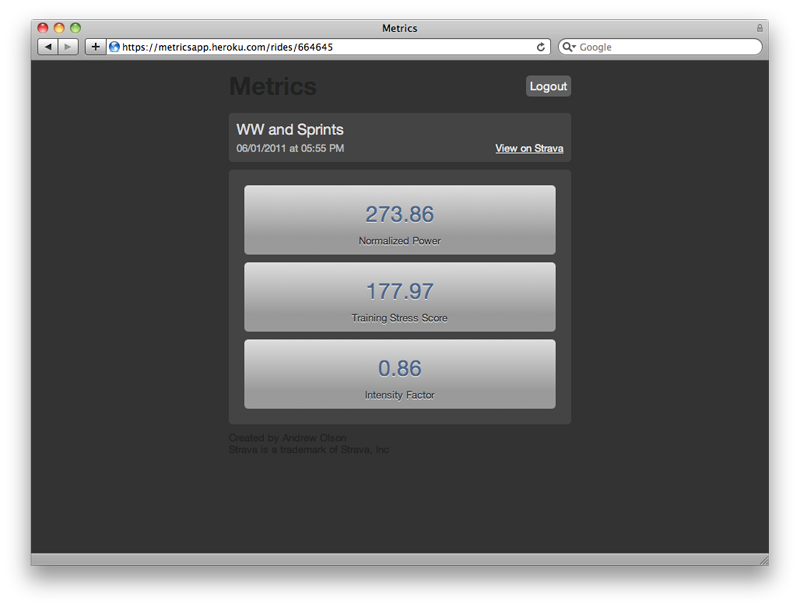 Metrics
https://metricsapp.heroku.com/rides/664645
Google
Metrics
Logout
WW and Sprints
06/01/2011 at 05:55 PM
View on Strava
273.86
Normalized Power
177.97
Training Stress Score
0.86
Intensity Factor
Created by Andrew Olson
Strava is a trademark of Strava, Inc